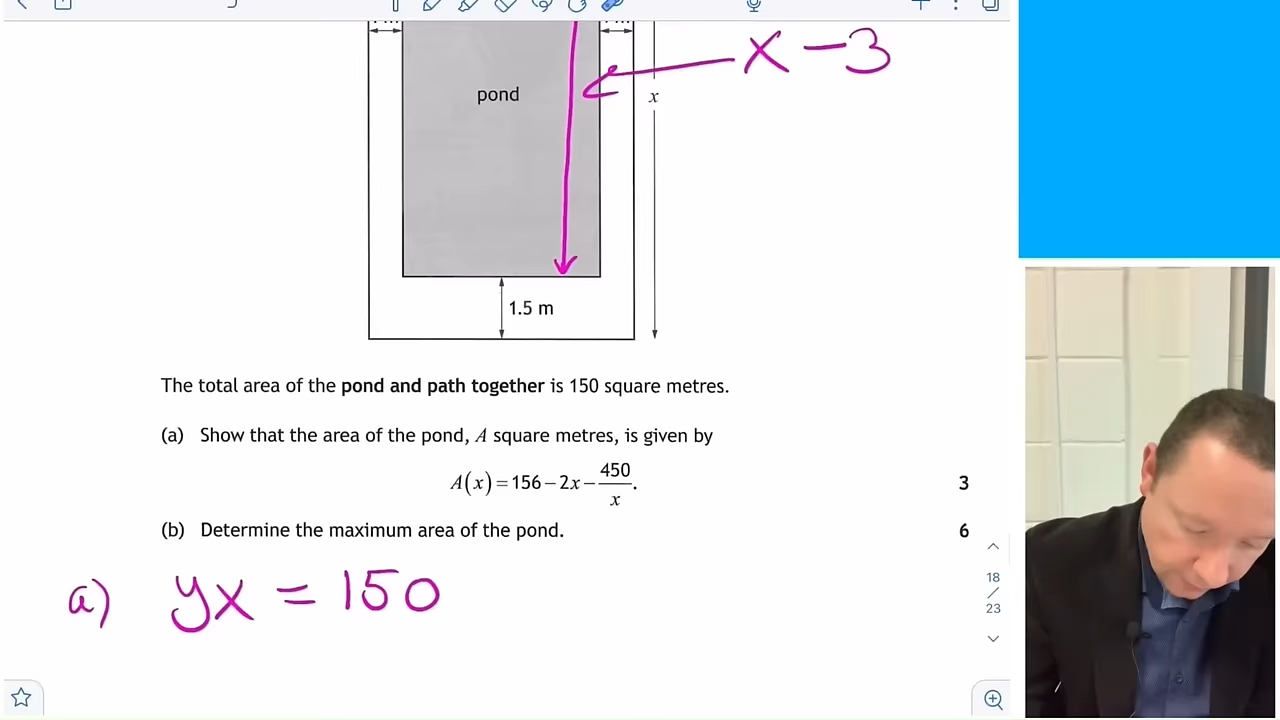 x − 3
pond
x
1.5 m
The total area of the pond and path together is 150 square metres.
(a) Show that the area of the pond, A square metres, is given by
A(x) = 156 − 2x − 450/x.
3
(b) Determine the maximum area of the pond.
6
18
/
23
a) yx = 150